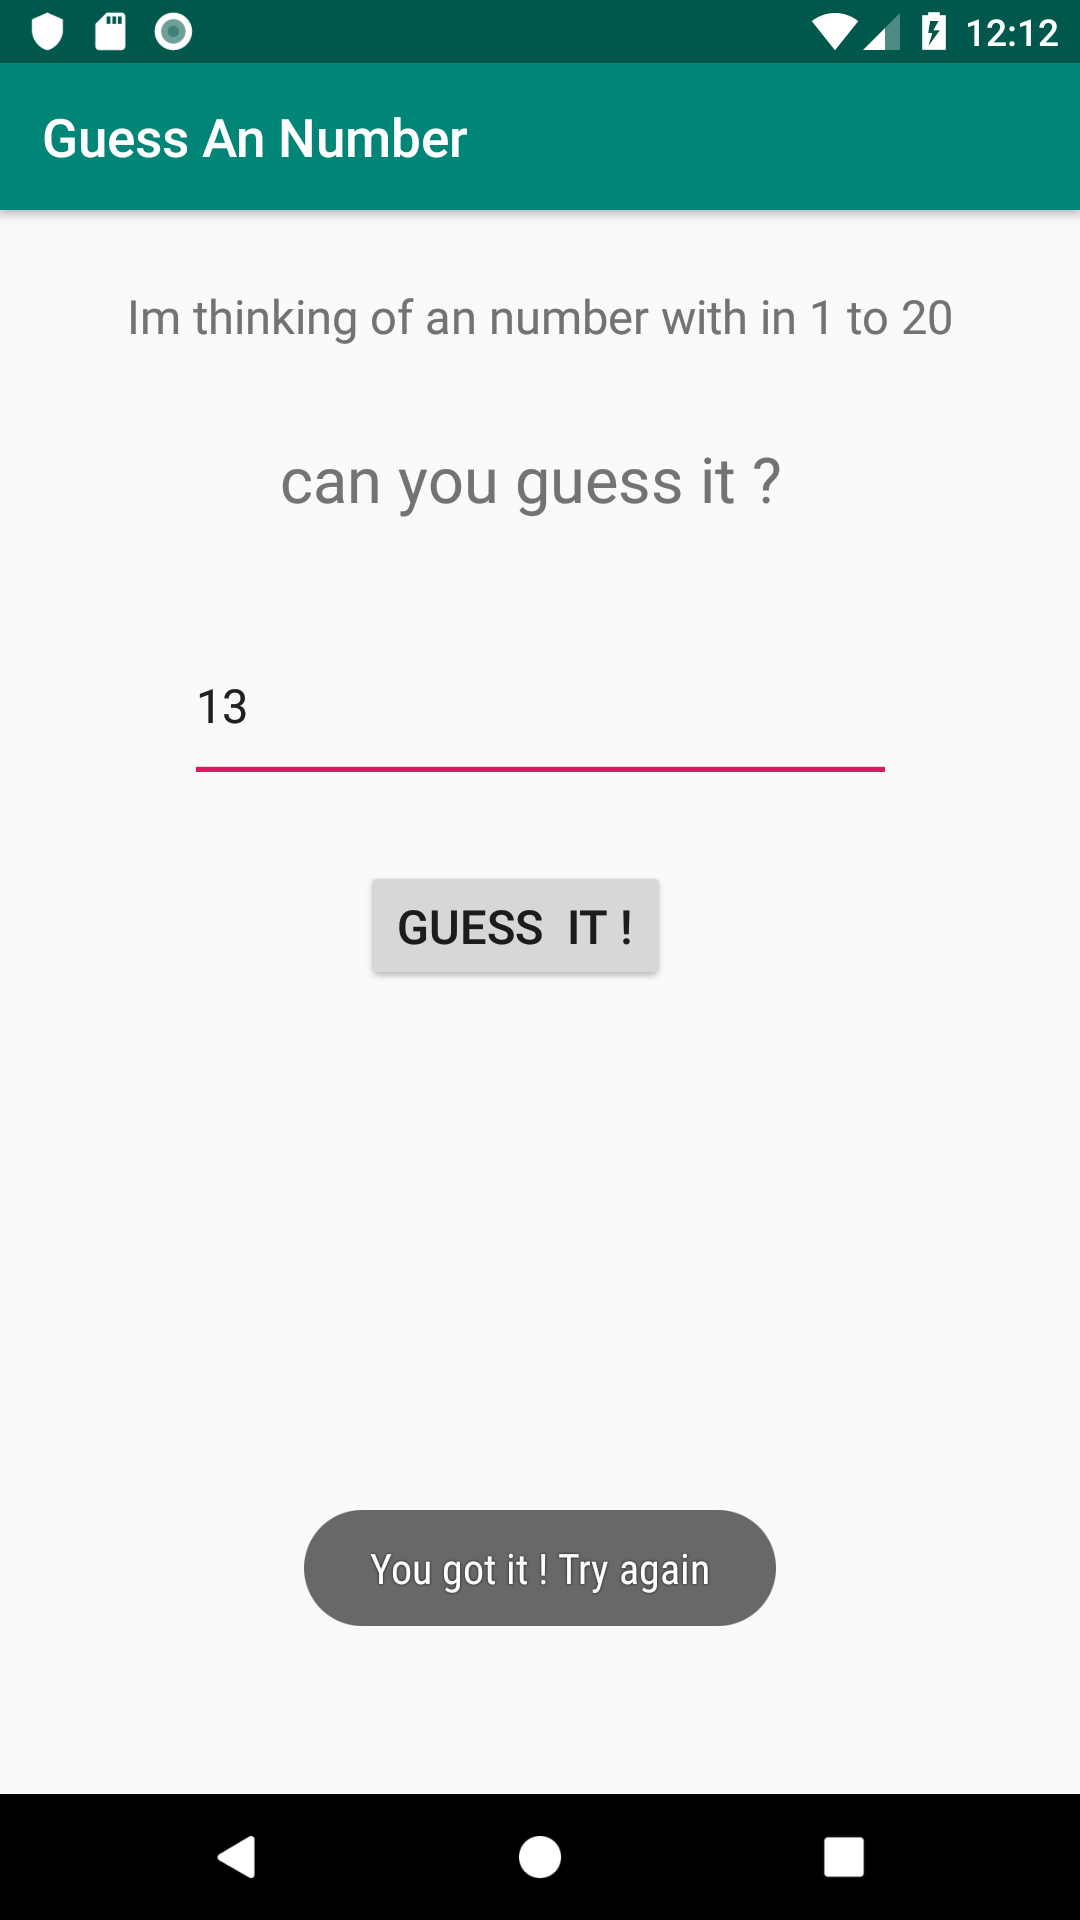 12:12
Guess An Number
Im thinking of an number with in 1 to 20
can you guess it ?
13
GUESS  IT !
You got it ! Try again